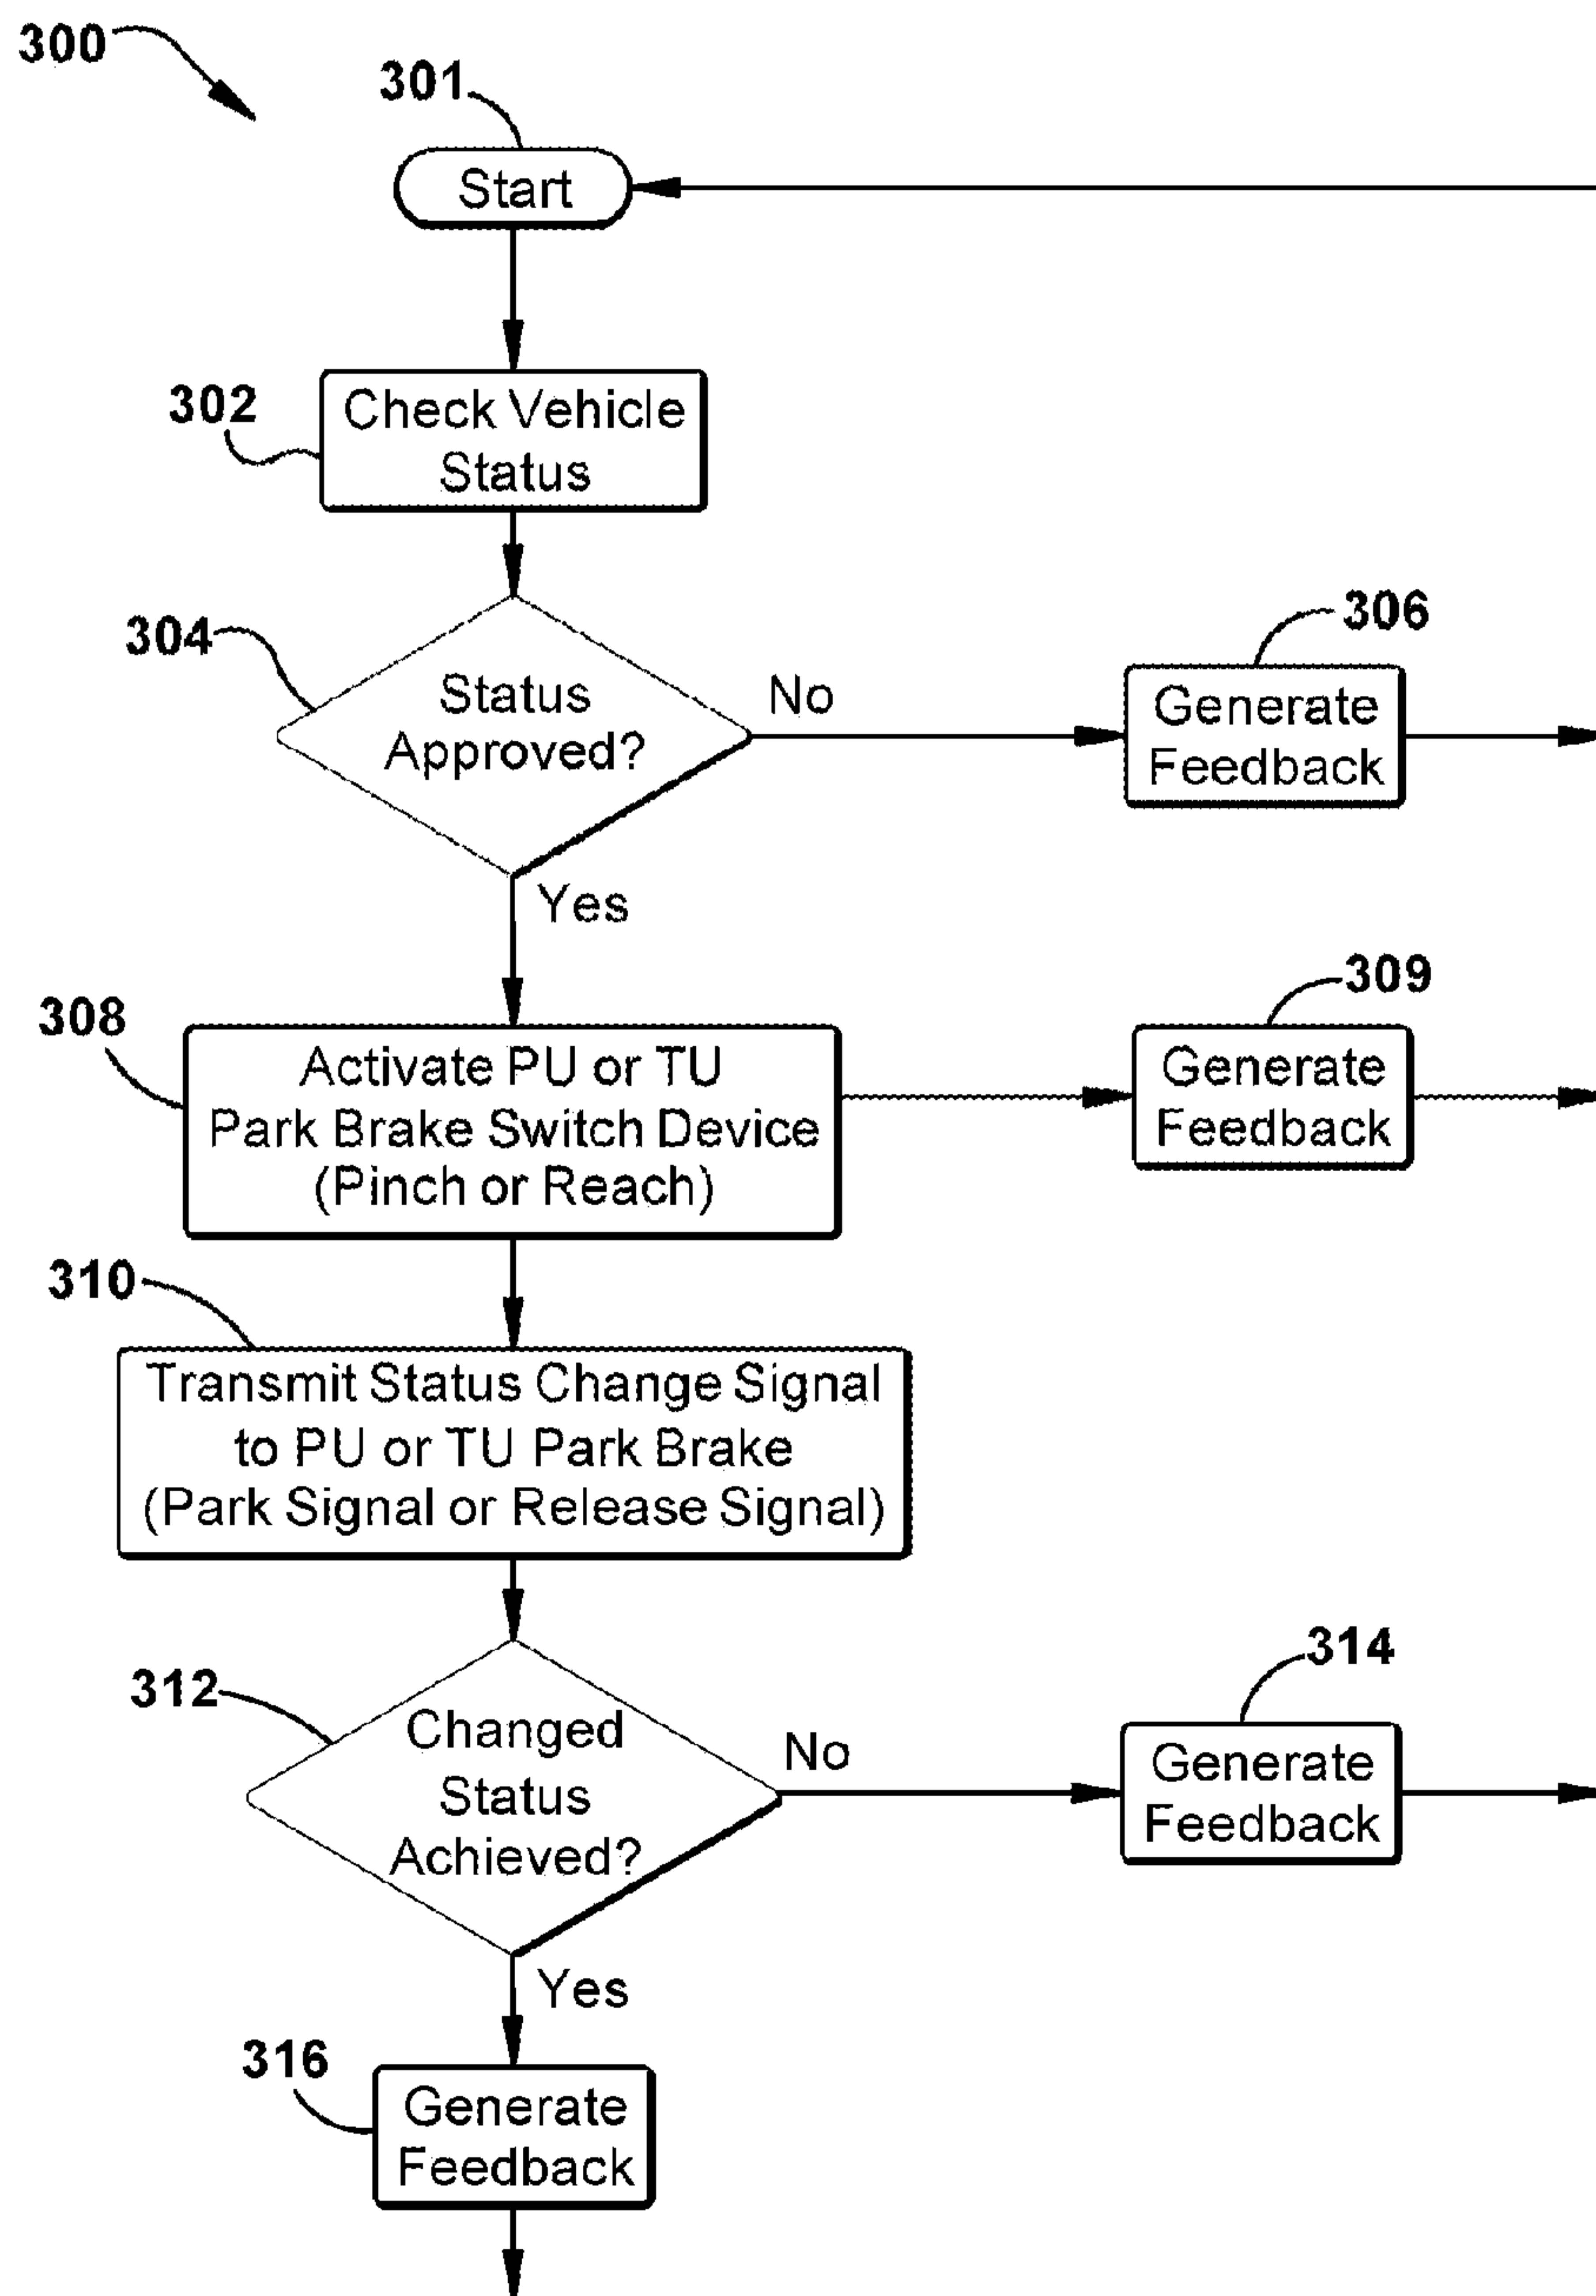 300
301
Start
302
Check Vehicle
Status
304
Status
Approved?
No
306
Generate
Feedback
Yes
308
Activate PU or TU
Park Brake Switch Device
(Pinch or Reach)
309
Generate
Feedback
310
Transmit Status Change Signal
to PU or TU Park Brake
(Park Signal or Release Signal)
312
Changed
Status
Achieved?
No
314
Generate
Feedback
Yes
316
Generate
Feedback